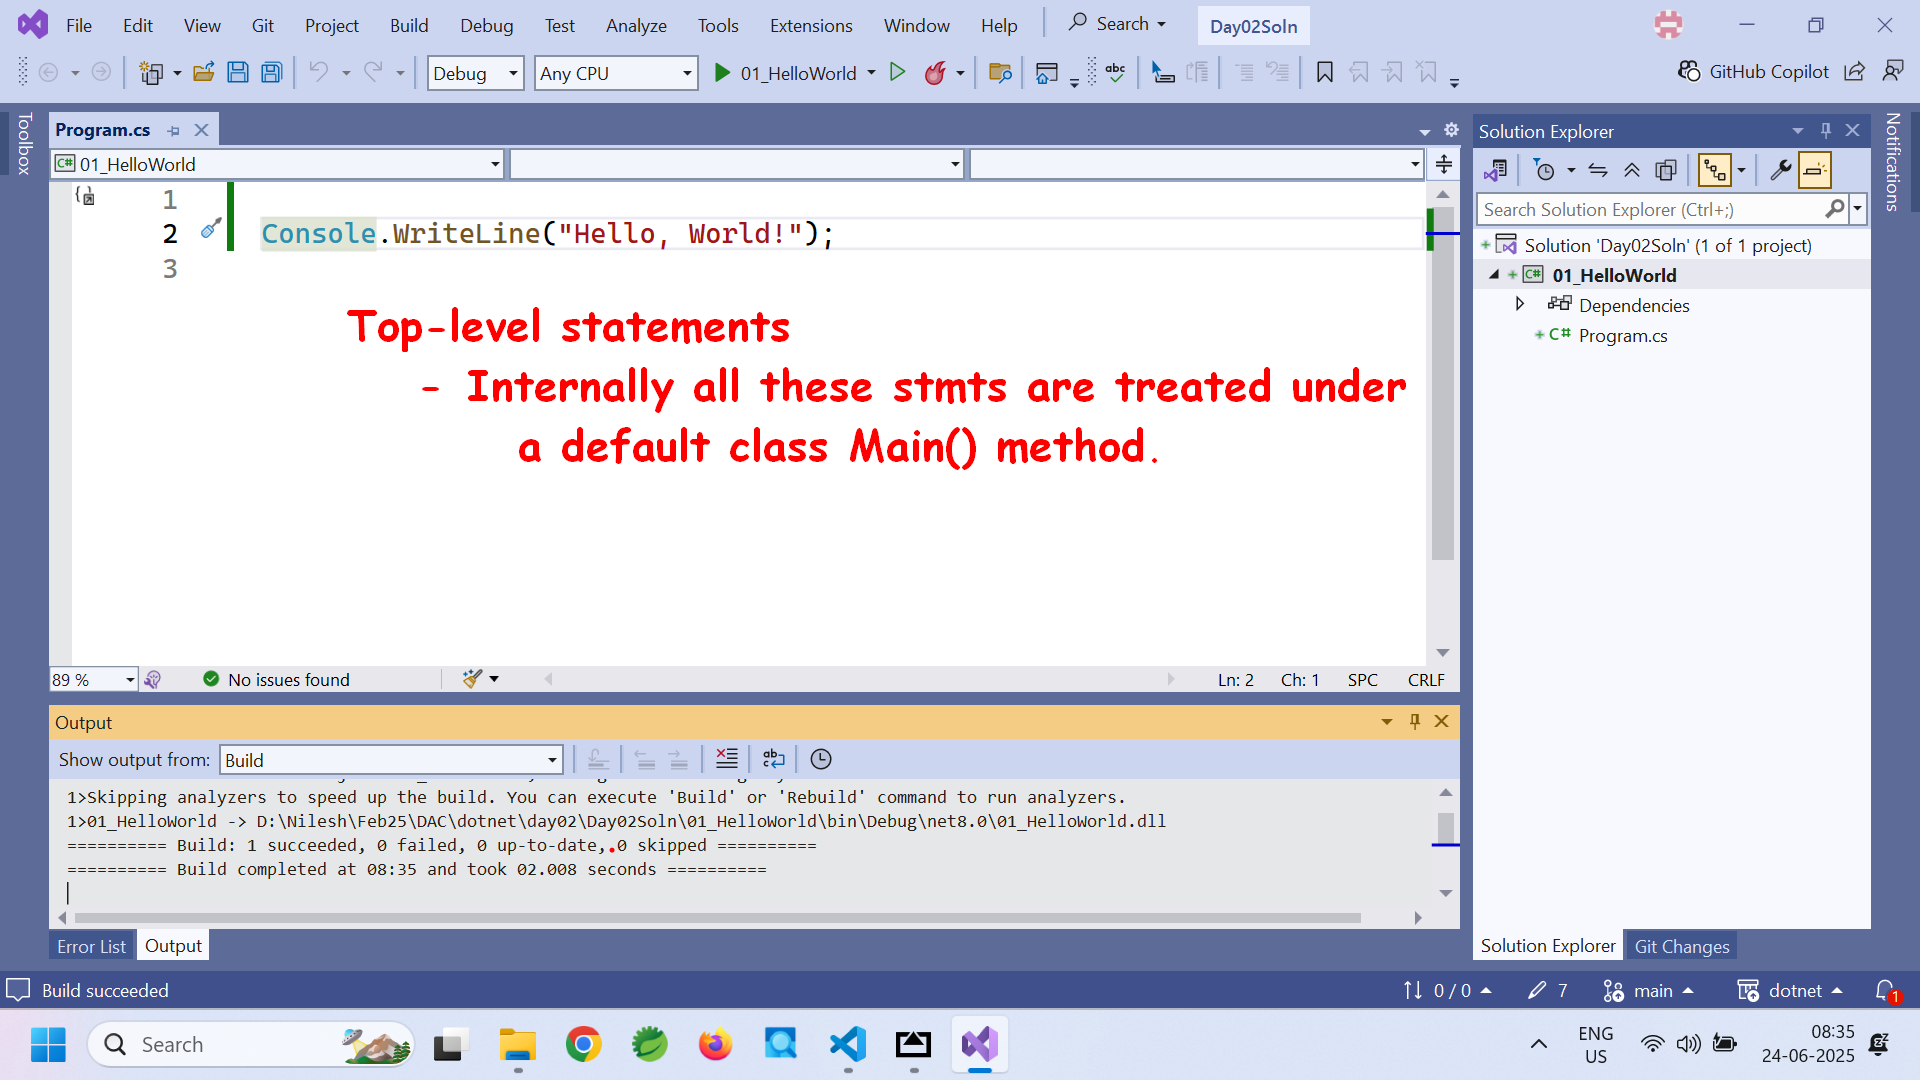 File Edit View Git Project Build Debug Test Analyze Tools Extensions Window Help Search Day02Soln
Debug Any CPU 01_HelloWorld abc GitHub Copilot
Toolbox
Program.cs
01_HelloWorld
1
2 Console.WriteLine("Hello, World!");
3
Top-level statements
- Internally all these stmts are treated under
a default class Main() method.
89 % No issues found Ln: 2 Ch: 1 SPC CRLF
Output
Show output from: Build
1>Skipping analyzers to speed up the build. You can execute 'Build' or 'Rebuild' command to run analyzers.
1>01_HelloWorld -> D:\Nilesh\Feb25\DAC\dotnet\day02\Day02Soln\01_HelloWorld\bin\Debug\net8.0\01_HelloWorld.dll
========== Build: 1 succeeded, 0 failed, 0 up-to-date, 0 skipped ==========
========== Build completed at 08:35 and took 02.008 seconds ==========
Error List Output
Solution Explorer
Search Solution Explorer (Ctrl+;)
Solution 'Day02Soln' (1 of 1 project)
C# 01_HelloWorld
Dependencies
C# Program.cs
Solution Explorer Git Changes
Notifications
Build succeeded 0 / 0 7 main dotnet 1
Search
ENG
US
08:35
24-06-2025